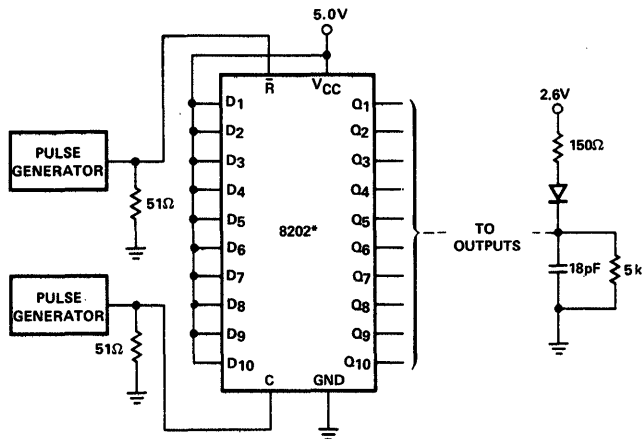 5.0V
R̄ VCC
D1 Q1
D2 Q2
D3 Q3
D4 Q4
D5 Q5
D6 Q6
D7 Q7
D8 Q8
D9 Q9
D10 Q10
8202*
C GND
PULSE
GENERATOR
51Ω
PULSE
GENERATOR
51Ω
TO
OUTPUTS
2.6V
150Ω
18pF 5k